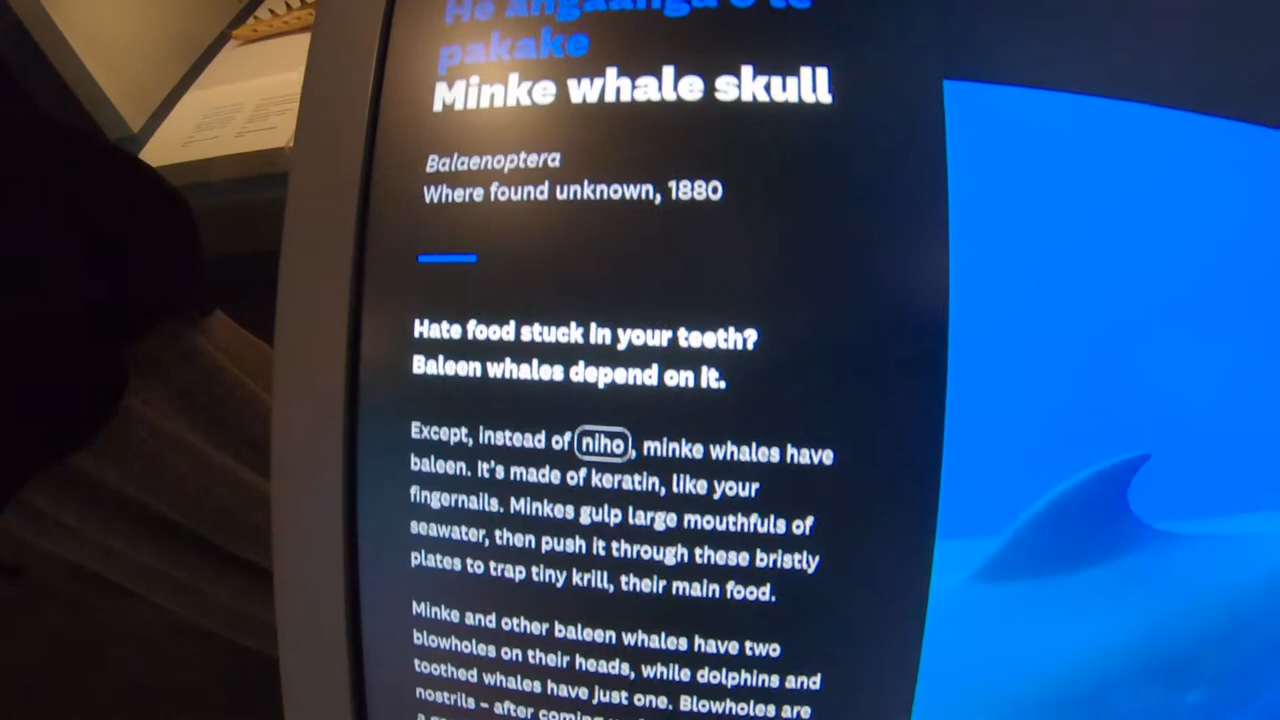 He angaanga o te
pakake
Minke whale skull
Balaenoptera
Where found unknown, 1880
Hate food stuck in your teeth?
Baleen whales depend on it.
Except, instead of niho, minke whales have
baleen. It's made of keratin, like your
fingernails. Minkes gulp large mouthfuls of
seawater, then push it through these bristly
plates to trap tiny krill, their main food.
Minke and other baleen whales have two
blowholes on their heads, while dolphins and
toothed whales have just one. Blowholes are
nostrils – after